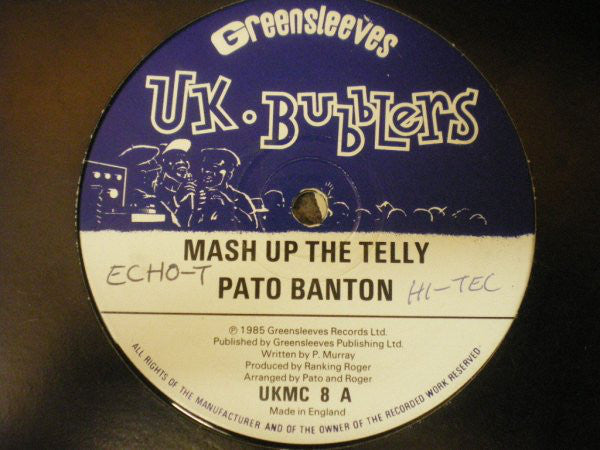 Greensleeves
UK·BUbblers
MASH UP THE TELLY
ECHO-T PATO BANTON HI-TEC
℗ 1985 Greensleeves Records Ltd.
Published by Greensleeves Publishing Ltd.
Written by P. Murray
Produced by Ranking Roger
Arranged by Pato and Roger
UKMC 8 A
Made in England
ALL RIGHTS OF THE MANUFACTURER AND OF THE OWNER OF THE RECORDED WORK RESERVED.